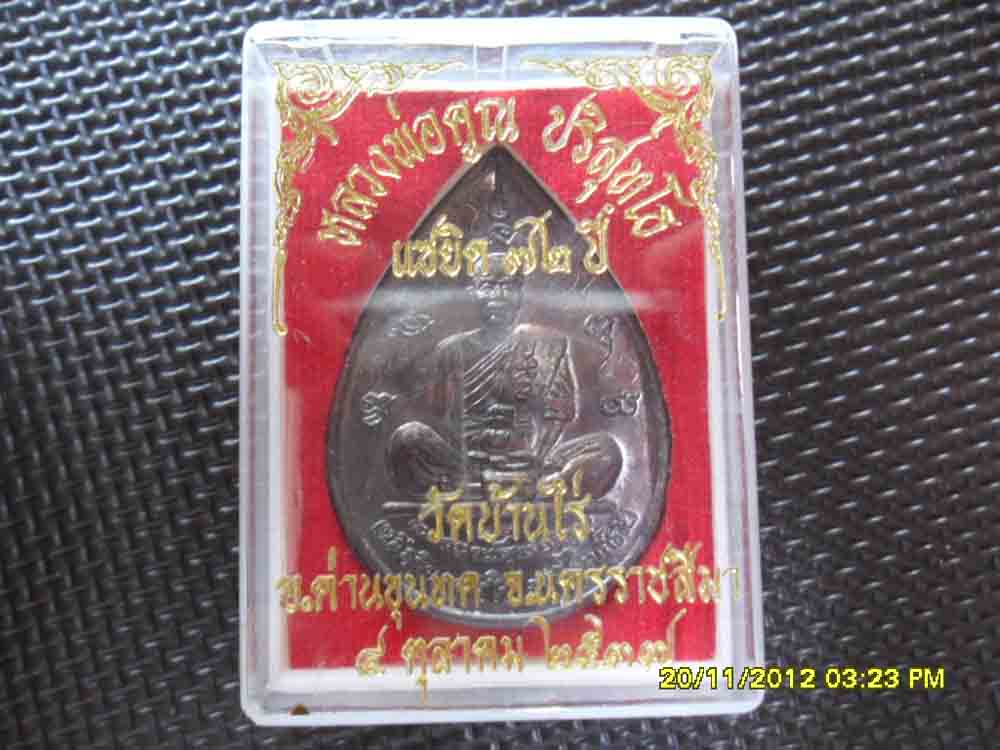 หลวงพ่อคูณ ปริสุทโธ
แซยิด ๗๒ ปี
วัดบ้านไร่
อ.ด่านขุนทด จ.นครราชสีมา
๔ ตุลาคม ๒๕๓๗
20/11/2012 03:23 PM